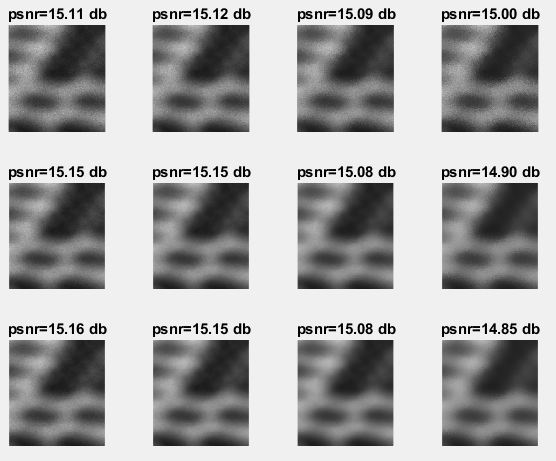 psnr=15.11 db psnr=15.12 db psnr=15.09 db psnr=15.00 db
psnr=15.15 db psnr=15.15 db psnr=15.08 db psnr=14.90 db
psnr=15.16 db psnr=15.15 db psnr=15.08 db psnr=14.85 db